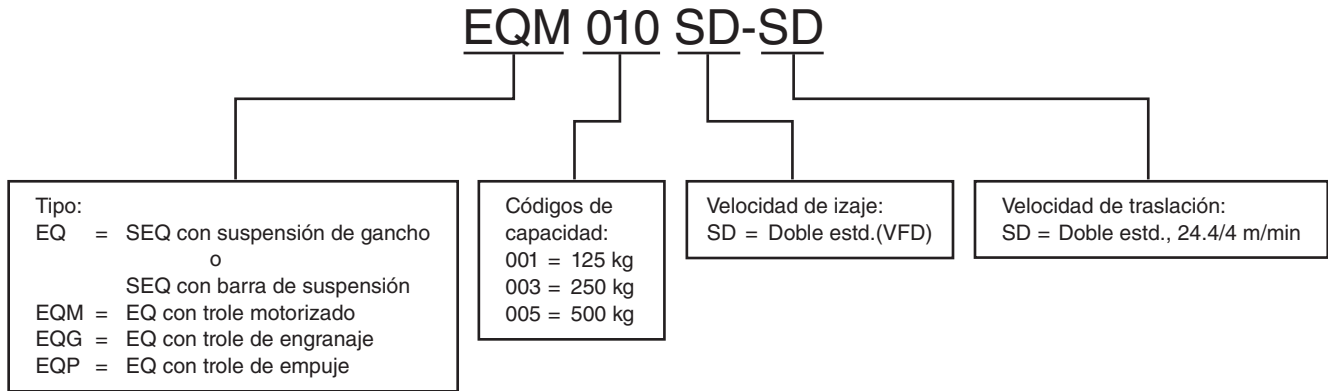 EQM 010 SD-SD
Tipo:
EQ = SEQ con suspensión de gancho
o
SEQ con barra de suspensión
EQM = EQ con trole motorizado
EQG = EQ con trole de engranaje
EQP = EQ con trole de empuje
Códigos de
capacidad:
001 = 125 kg
003 = 250 kg
005 = 500 kg
Velocidad de izaje:
SD = Doble estd.(VFD)
Velocidad de traslación:
SD = Doble estd., 24.4/4 m/min